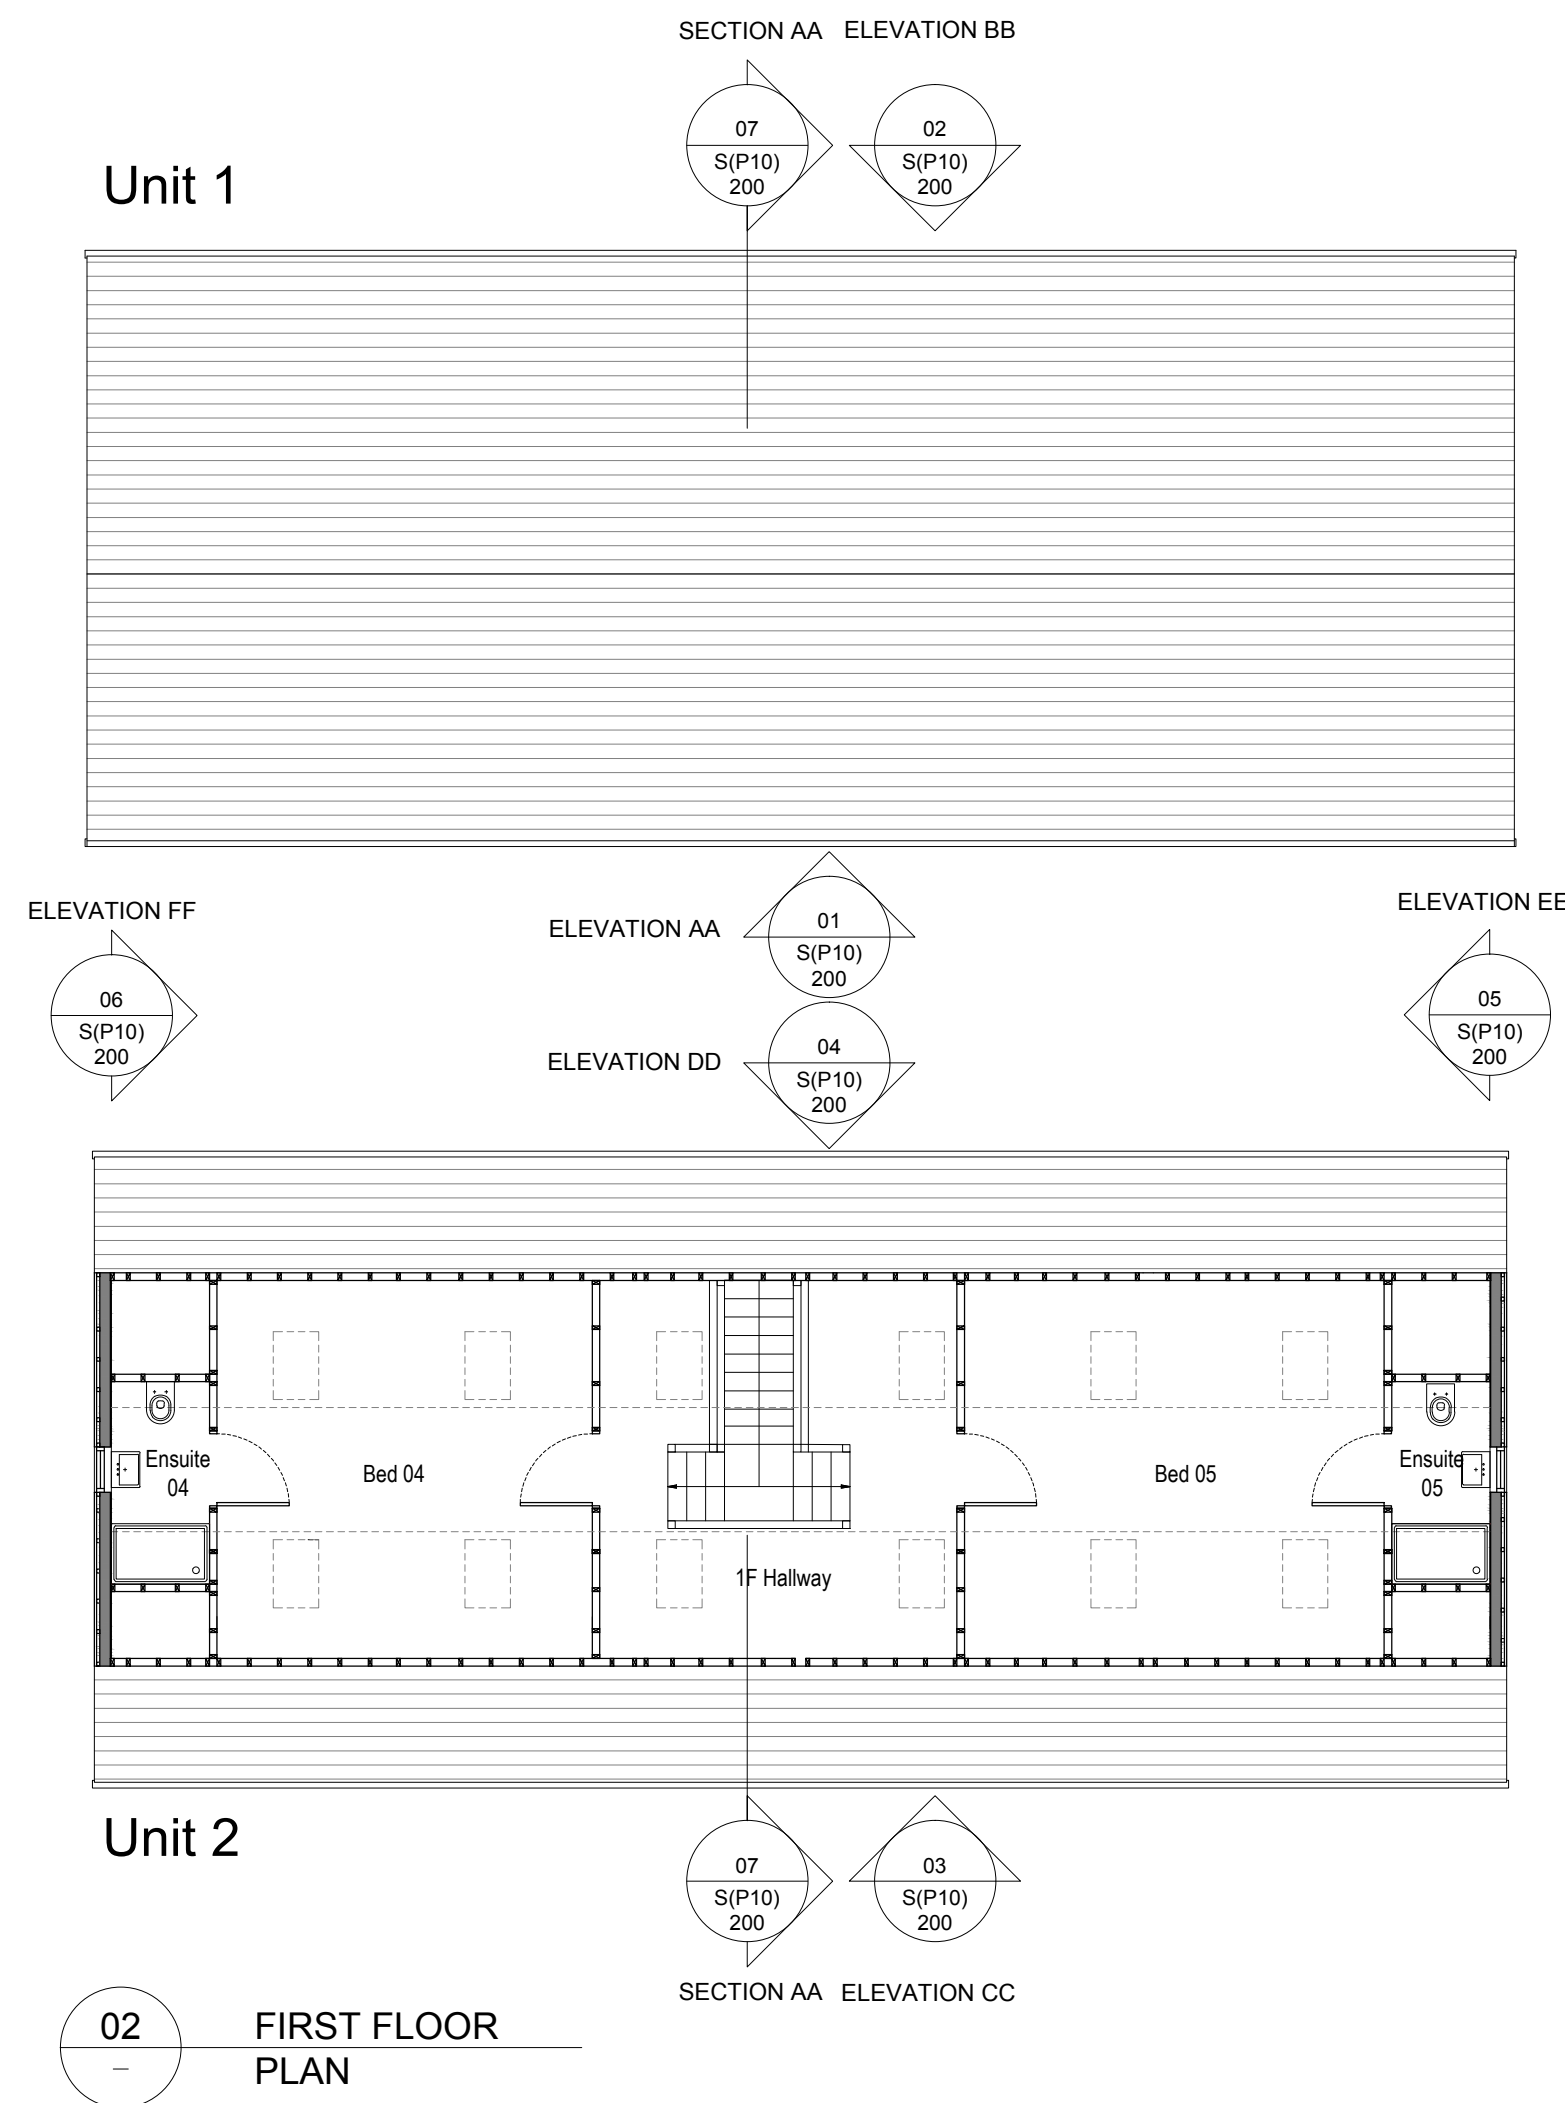 SECTION AA ELEVATION BB
07
S(P10)
200
02
S(P10)
200
Unit 1
ELEVATION FF
ELEVATION AA
ELEVATION EE
01
S(P10)
200
06
S(P10)
200
05
S(P10)
200
ELEVATION DD
04
S(P10)
200
Ensuite
04
Bed 04
Bed 05
Ensuite
05
1F Hallway
Unit 2
07
S(P10)
200
03
S(P10)
200
SECTION AA ELEVATION CC
02
–
FIRST FLOOR
PLAN